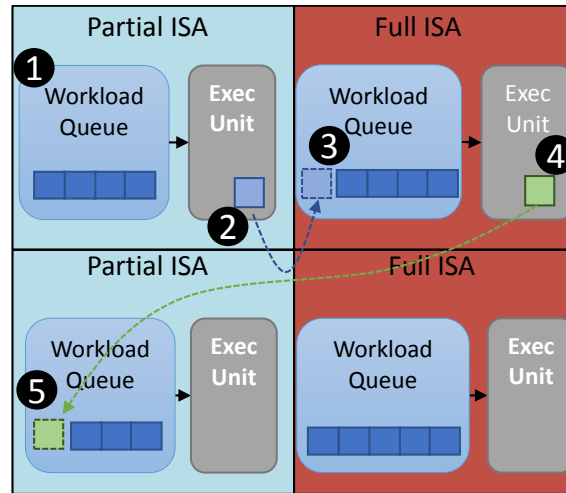 Partial ISA
Full ISA
1
Workload
Queue
Exec
Unit
2
Workload
Queue
3
Exec
Unit
4
Partial ISA
Full ISA
Workload
Queue
5
Exec
Unit
Workload
Queue
Exec
Unit